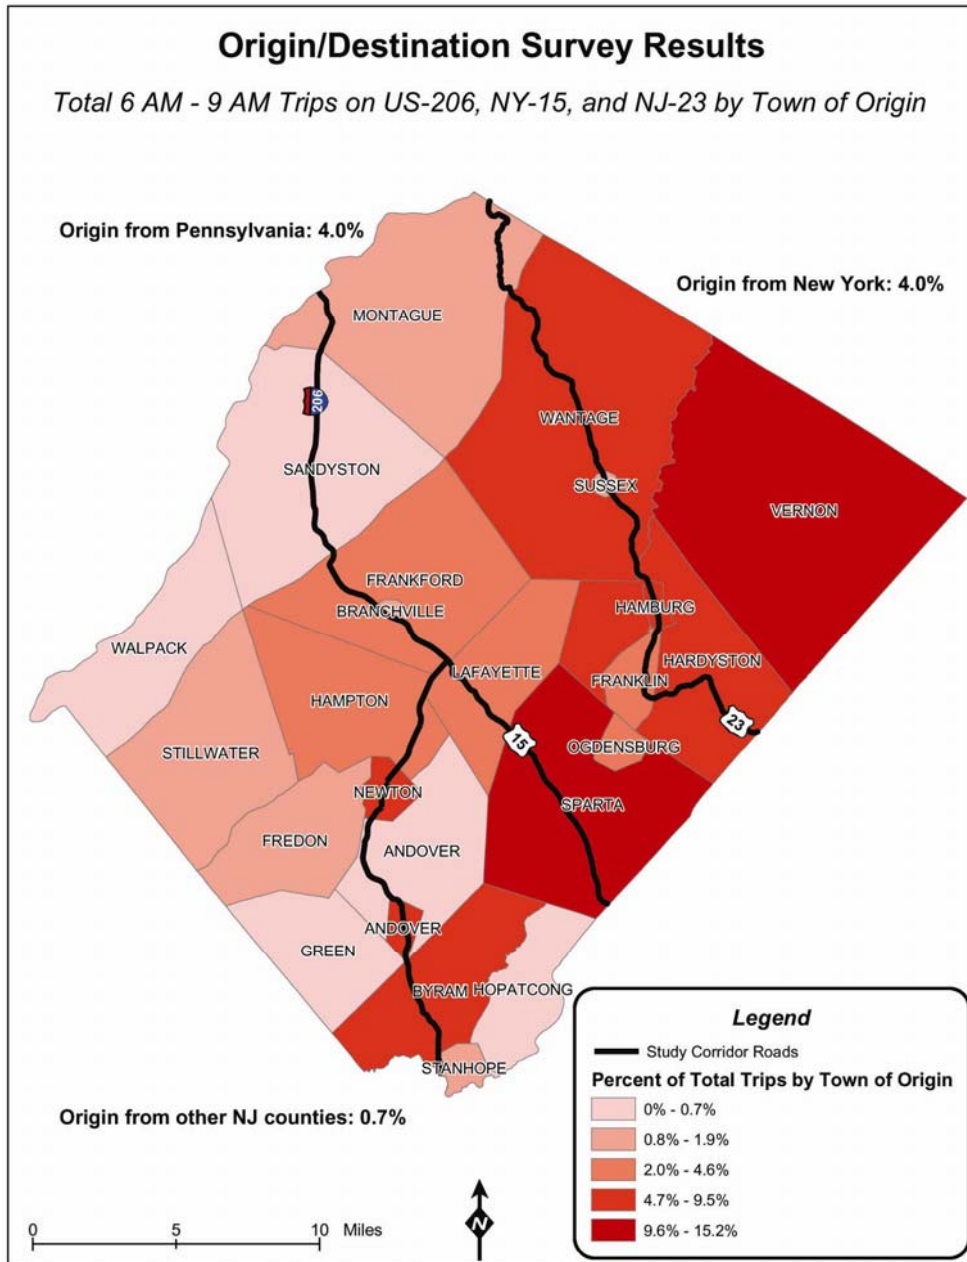 Origin/Destination Survey Results
Total 6 AM - 9 AM Trips on US-206, NY-15, and NJ-23 by Town of Origin
Origin from Pennsylvania: 4.0%
Origin from New York: 4.0%
MONTAGUE
206
WANTAGE
SANDYSTON
SUSSEX
VERNON
FRANKFORD
BRANCHVILLE
HAMBURG
WALPACK
HARDYSTON
LAFAYETTE
FRANKLIN
HAMPTON
23
15
OGDENSBURG
STILLWATER
NEWTON
SPARTA
FREDON
ANDOVER
ANDOVER
GREEN
BYRAM
HOPATCONG
STANHOPE
Origin from other NJ counties: 0.7%
Legend
Study Corridor Roads
Percent of Total Trips by Town of Origin
0% - 0.7%
0.8% - 1.9%
2.0% - 4.6%
4.7% - 9.5%
9.6% - 15.2%
0 5 10 Miles
N